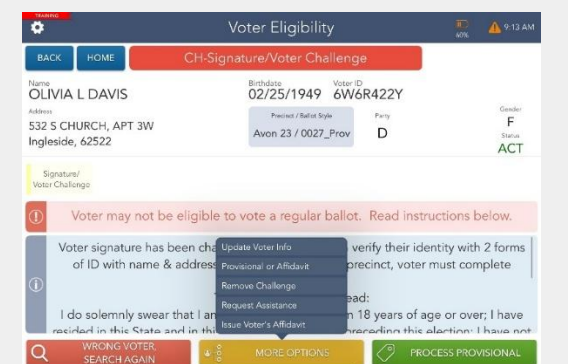 TRAINING
Voter Eligibility
60%
9:13 AM
BACK
HOME
CH-Signature/Voter Challenge
Name
OLIVIA L DAVIS
Birthdate
02/25/1949
Voter ID
6W6R422Y
Address
532 S CHURCH, APT 3W
Ingleside, 62522
Precinct / Ballot Style
Avon 23 / 0027_Prov
Party
D
Gender
F
Status
ACT
Signature/
Voter Challenge
Voter may not be eligible to vote a regular ballot. Read instructions below.
Voter signature has been cha verify their identity with 2 forms
of ID with name & address precinct, voter must complete
ead:
I do solemnly swear that I am n 18 years of age or over; I have
resided in this State and in thi preceding this election; I have not
Update Voter Info
Provisional or Affidavit
Remove Challenge
Request Assistance
Issue Voter's Affidavit
WRONG VOTER,
SEARCH AGAIN
MORE OPTIONS
PROCESS PROVISIONAL